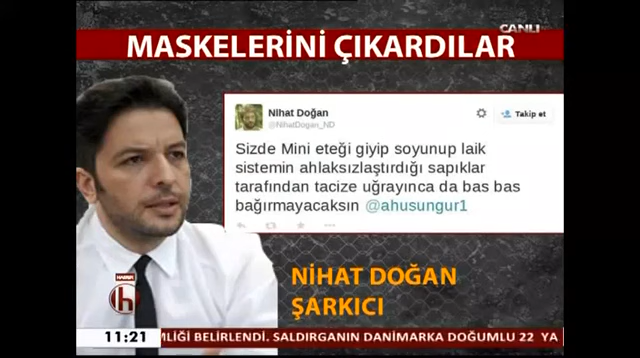 CANLI
MASKELERİNİ ÇIKARDILAR
Nihat Doğan
@NihatDogan_ND
Takip et
Sizde Mini eteği giyip soyunup laik
sistemin ahlaksızlaştırdığı sapıklar
tarafından tacize uğrayınca da bas bas
bağırmayacaksın @ahusungur1
NİHAT DOĞAN
ŞARKICI
HABER
h
11:21 MLİĞİ BELİRLENDİ. SALDIRGANIN DANİMARKA DOĞUMLU 22 YA